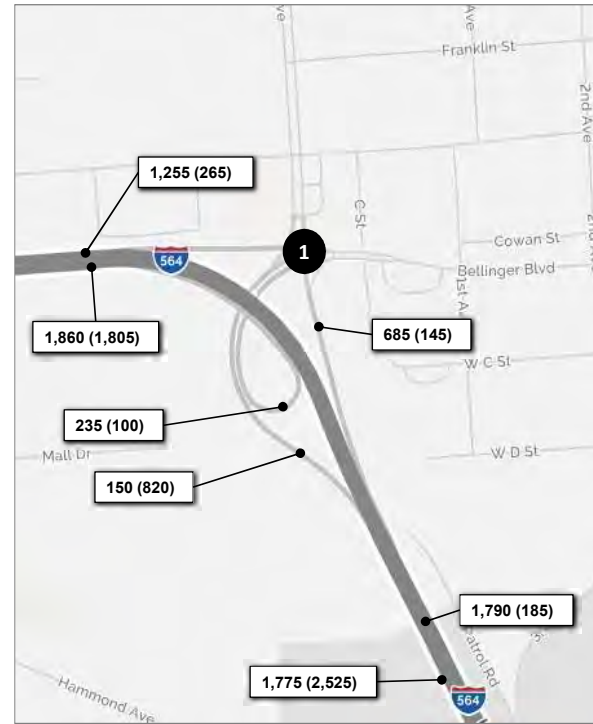 Ave
Ave
Franklin St
2nd Ave
1,255 (265)
C St
1
Cowan St
564
Bellinger Blvd
1,860 (1,805)
685 (145)
W C St
235 (100)
Mall Dr
W D St
150 (820)
1,790 (185)
1,775 (2,525)
Hammond Ave
564